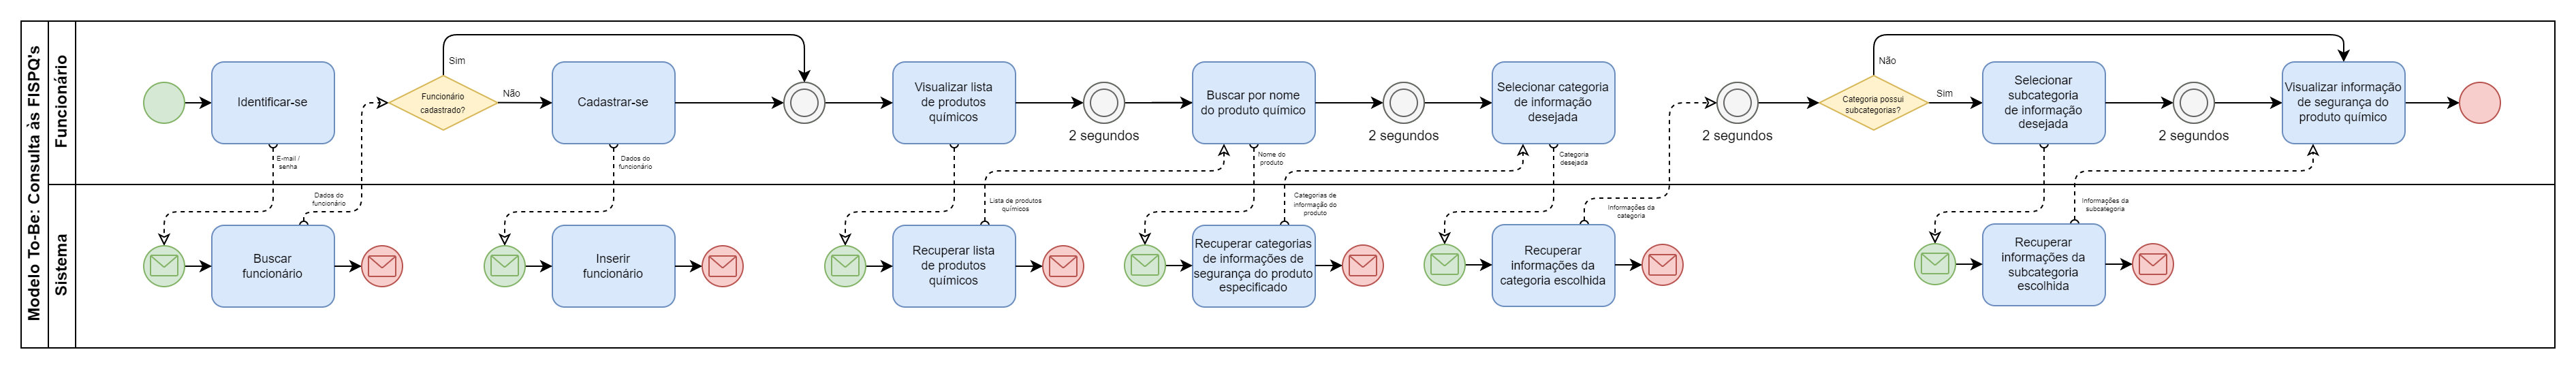 Modelo To-Be: Consulta às FISPQ's
Funcionário
Identificar-se
E-mail /
senha
Funcionário
cadastrado?
Sim
Não
Cadastrar-se
Dados do
funcionário
Visualizar lista
de produtos
químicos
2 segundos
Buscar por nome
do produto químico
Nome do
produto
2 segundos
Selecionar categoria
de informação
desejada
Categoria
desejada
2 segundos
Categoria possui
subcategorias?
Não
Sim
Selecionar
subcategoria
de informação
desejada
2 segundos
Visualizar informação
de segurança do
produto químico
Sistema
Buscar
funcionário
Dados do
funcionário
Inserir
funcionário
Recuperar lista
de produtos
químicos
Lista de produtos
químicos
Recuperar categorias
de informações de
segurança do produto
especificado
Categorias de
informação do
produto
Recuperar
informações da
categoria escolhida
Informações da
categoria
Recuperar
informações da
subcategoria
escolhida
Informações da
subcategoria